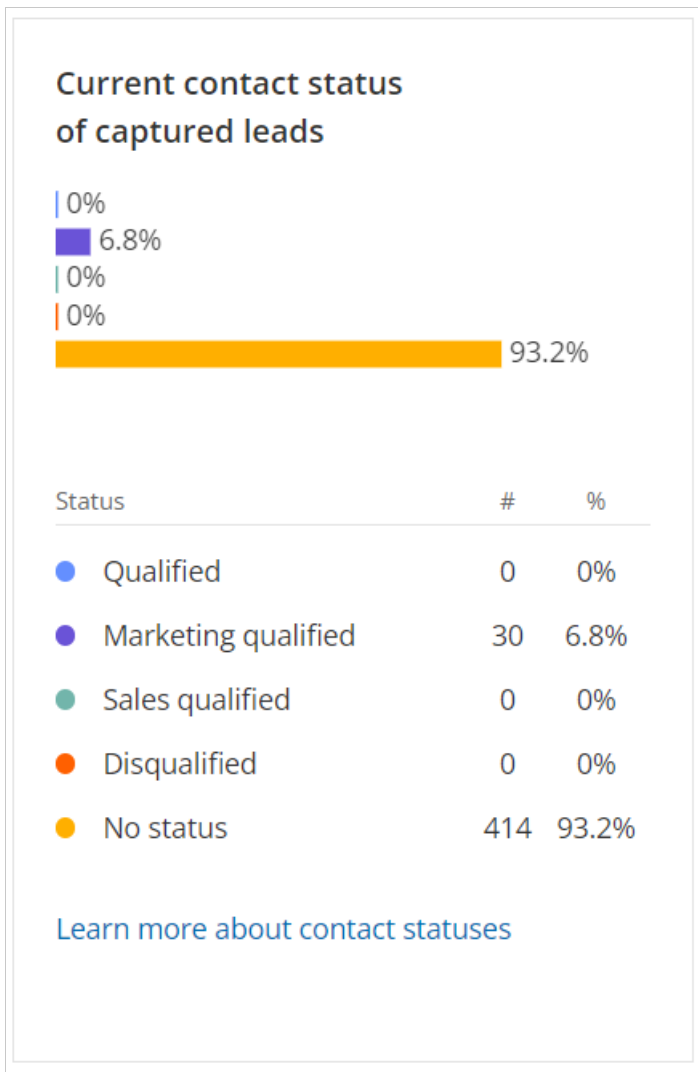 Current contact status
of captured leads
0%
6.8%
0%
0%
93.2%
Status # %
Qualified 0 0%
Marketing qualified 30 6.8%
Sales qualified 0 0%
Disqualified 0 0%
No status 414 93.2%
Learn more about contact statuses